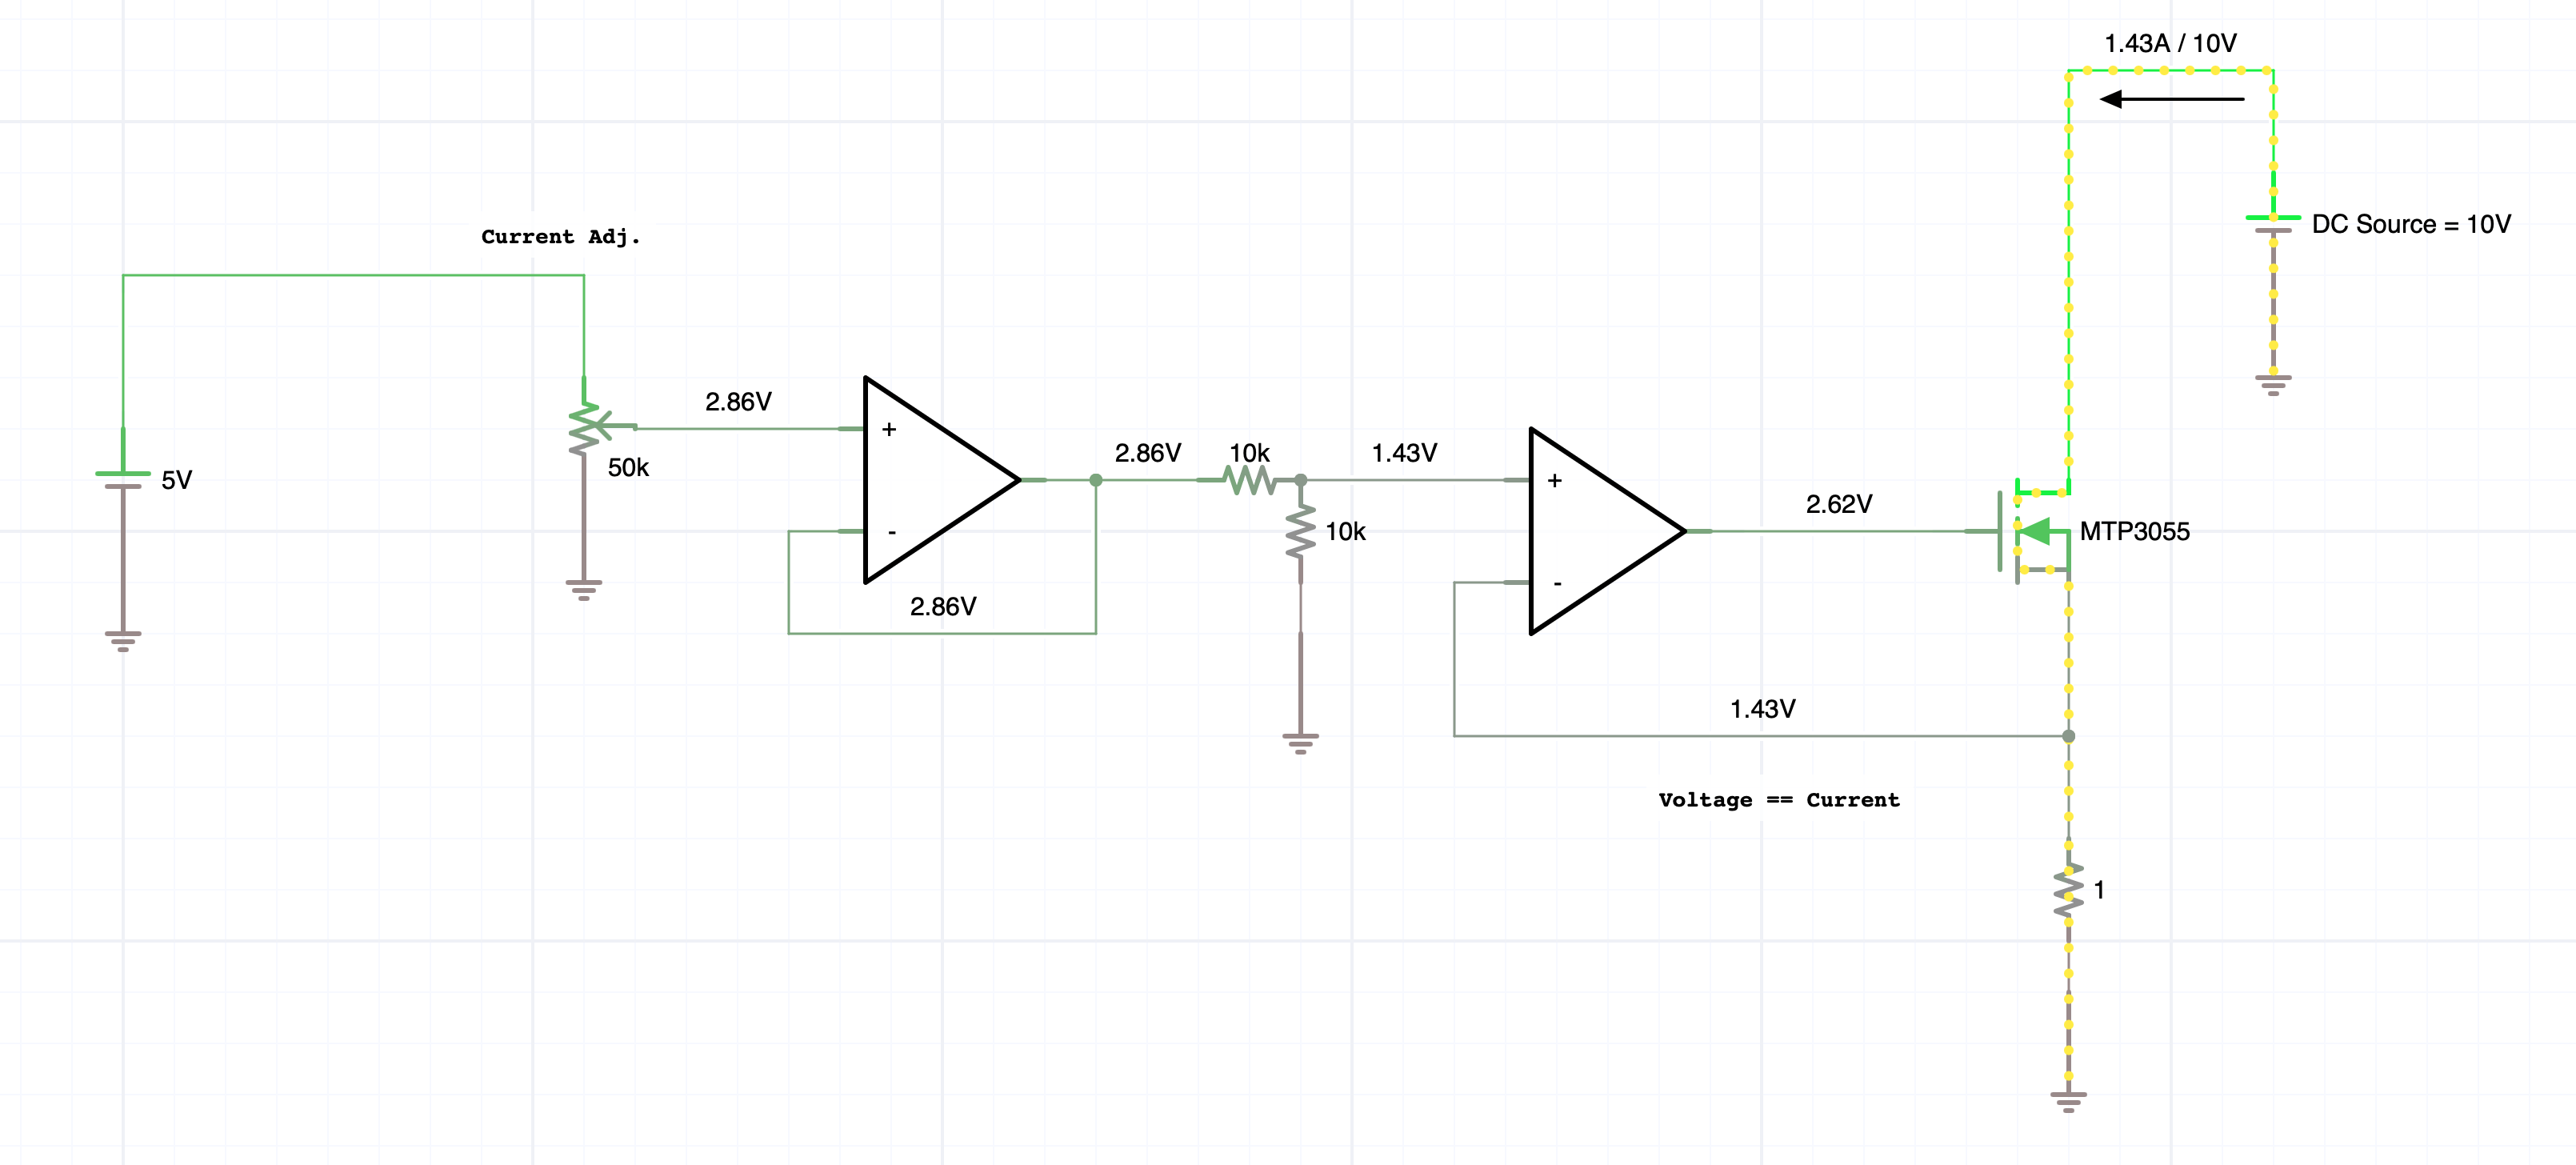 1.43A / 10V
DC Source = 10V
Current Adj.
2.86V
+
-
50k
5V
2.86V
2.86V
10k
1.43V
10k
+
-
2.62V
MTP3055
1.43V
Voltage == Current
1